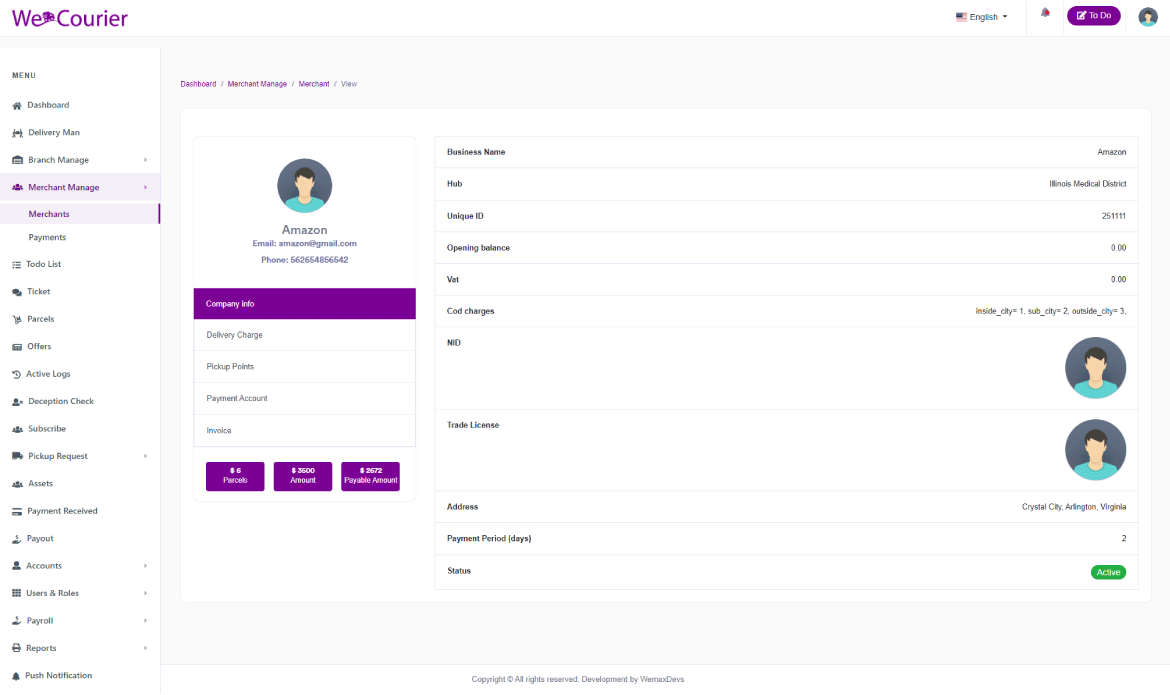 We Courier
English
To Do
MENU
Dashboard
Delivery Man
Branch Manage
Merchant Manage
Merchants
Payments
Todo List
Ticket
Parcels
Offers
Active Logs
Deception Check
Subscribe
Pickup Request
Assets
Payment Received
Payout
Accounts
Users & Roles
Payroll
Reports
Push Notification
Dashboard / Merchant Manage / Merchant / View
Amazon
Email: amazon@gmail.com
Phone: 562654856542
Company info
Delivery Charge
Pickup Points
Payment Account
Invoice
$ 6
Parcels
$ 3500
Amount
$ 2672
Payable Amount
Business Name Amazon
Hub Illinois Medical District
Unique ID 251111
Opening balance 0.00
Vat 0.00
Cod charges inside_city= 1, sub_city= 2, outside_city= 3,
NID
Trade License
Address Crystal City, Arlington, Virginia
Payment Period (days) 2
Status Active
Copyright © All rights reserved. Development by WemaxDevs